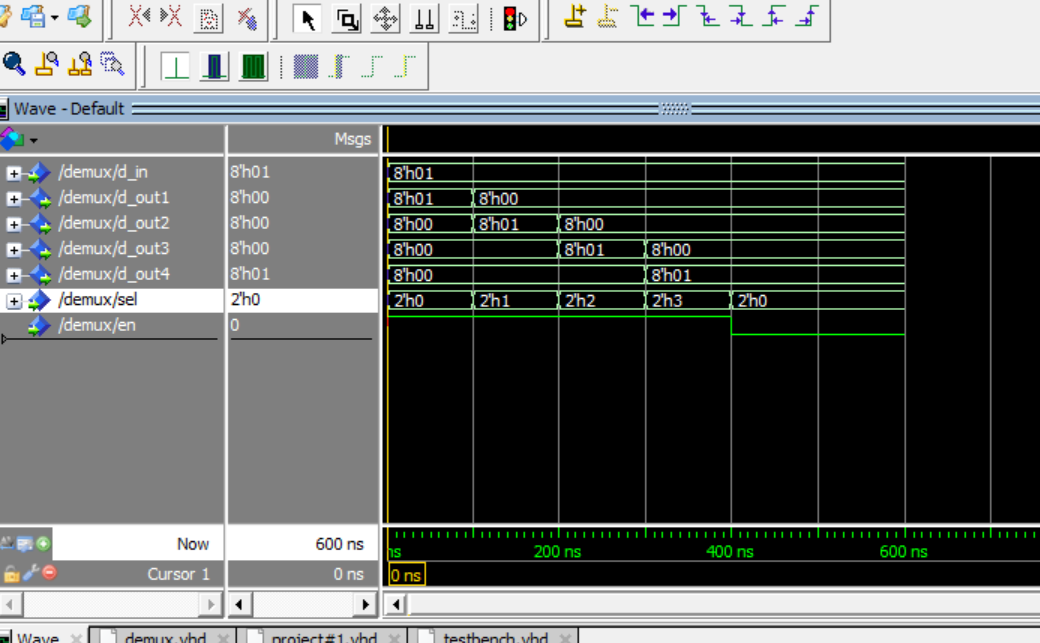 Wave - Default
Msgs
/demux/d_in 8'h01 8'h01
/demux/d_out1 8'h00 8'h01 8'h00
/demux/d_out2 8'h00 8'h00 8'h01 8'h00
/demux/d_out3 8'h00 8'h00 8'h01 8'h00
/demux/d_out4 8'h01 8'h00 8'h01
/demux/sel 2'h0 2'h0 2'h1 2'h2 2'h3 2'h0
/demux/en 0
Now 600 ns ns 200 ns 400 ns 600 ns
Cursor 1 0 ns 0 ns
Wave demux.vhd project#1.vhd testbench.vhd